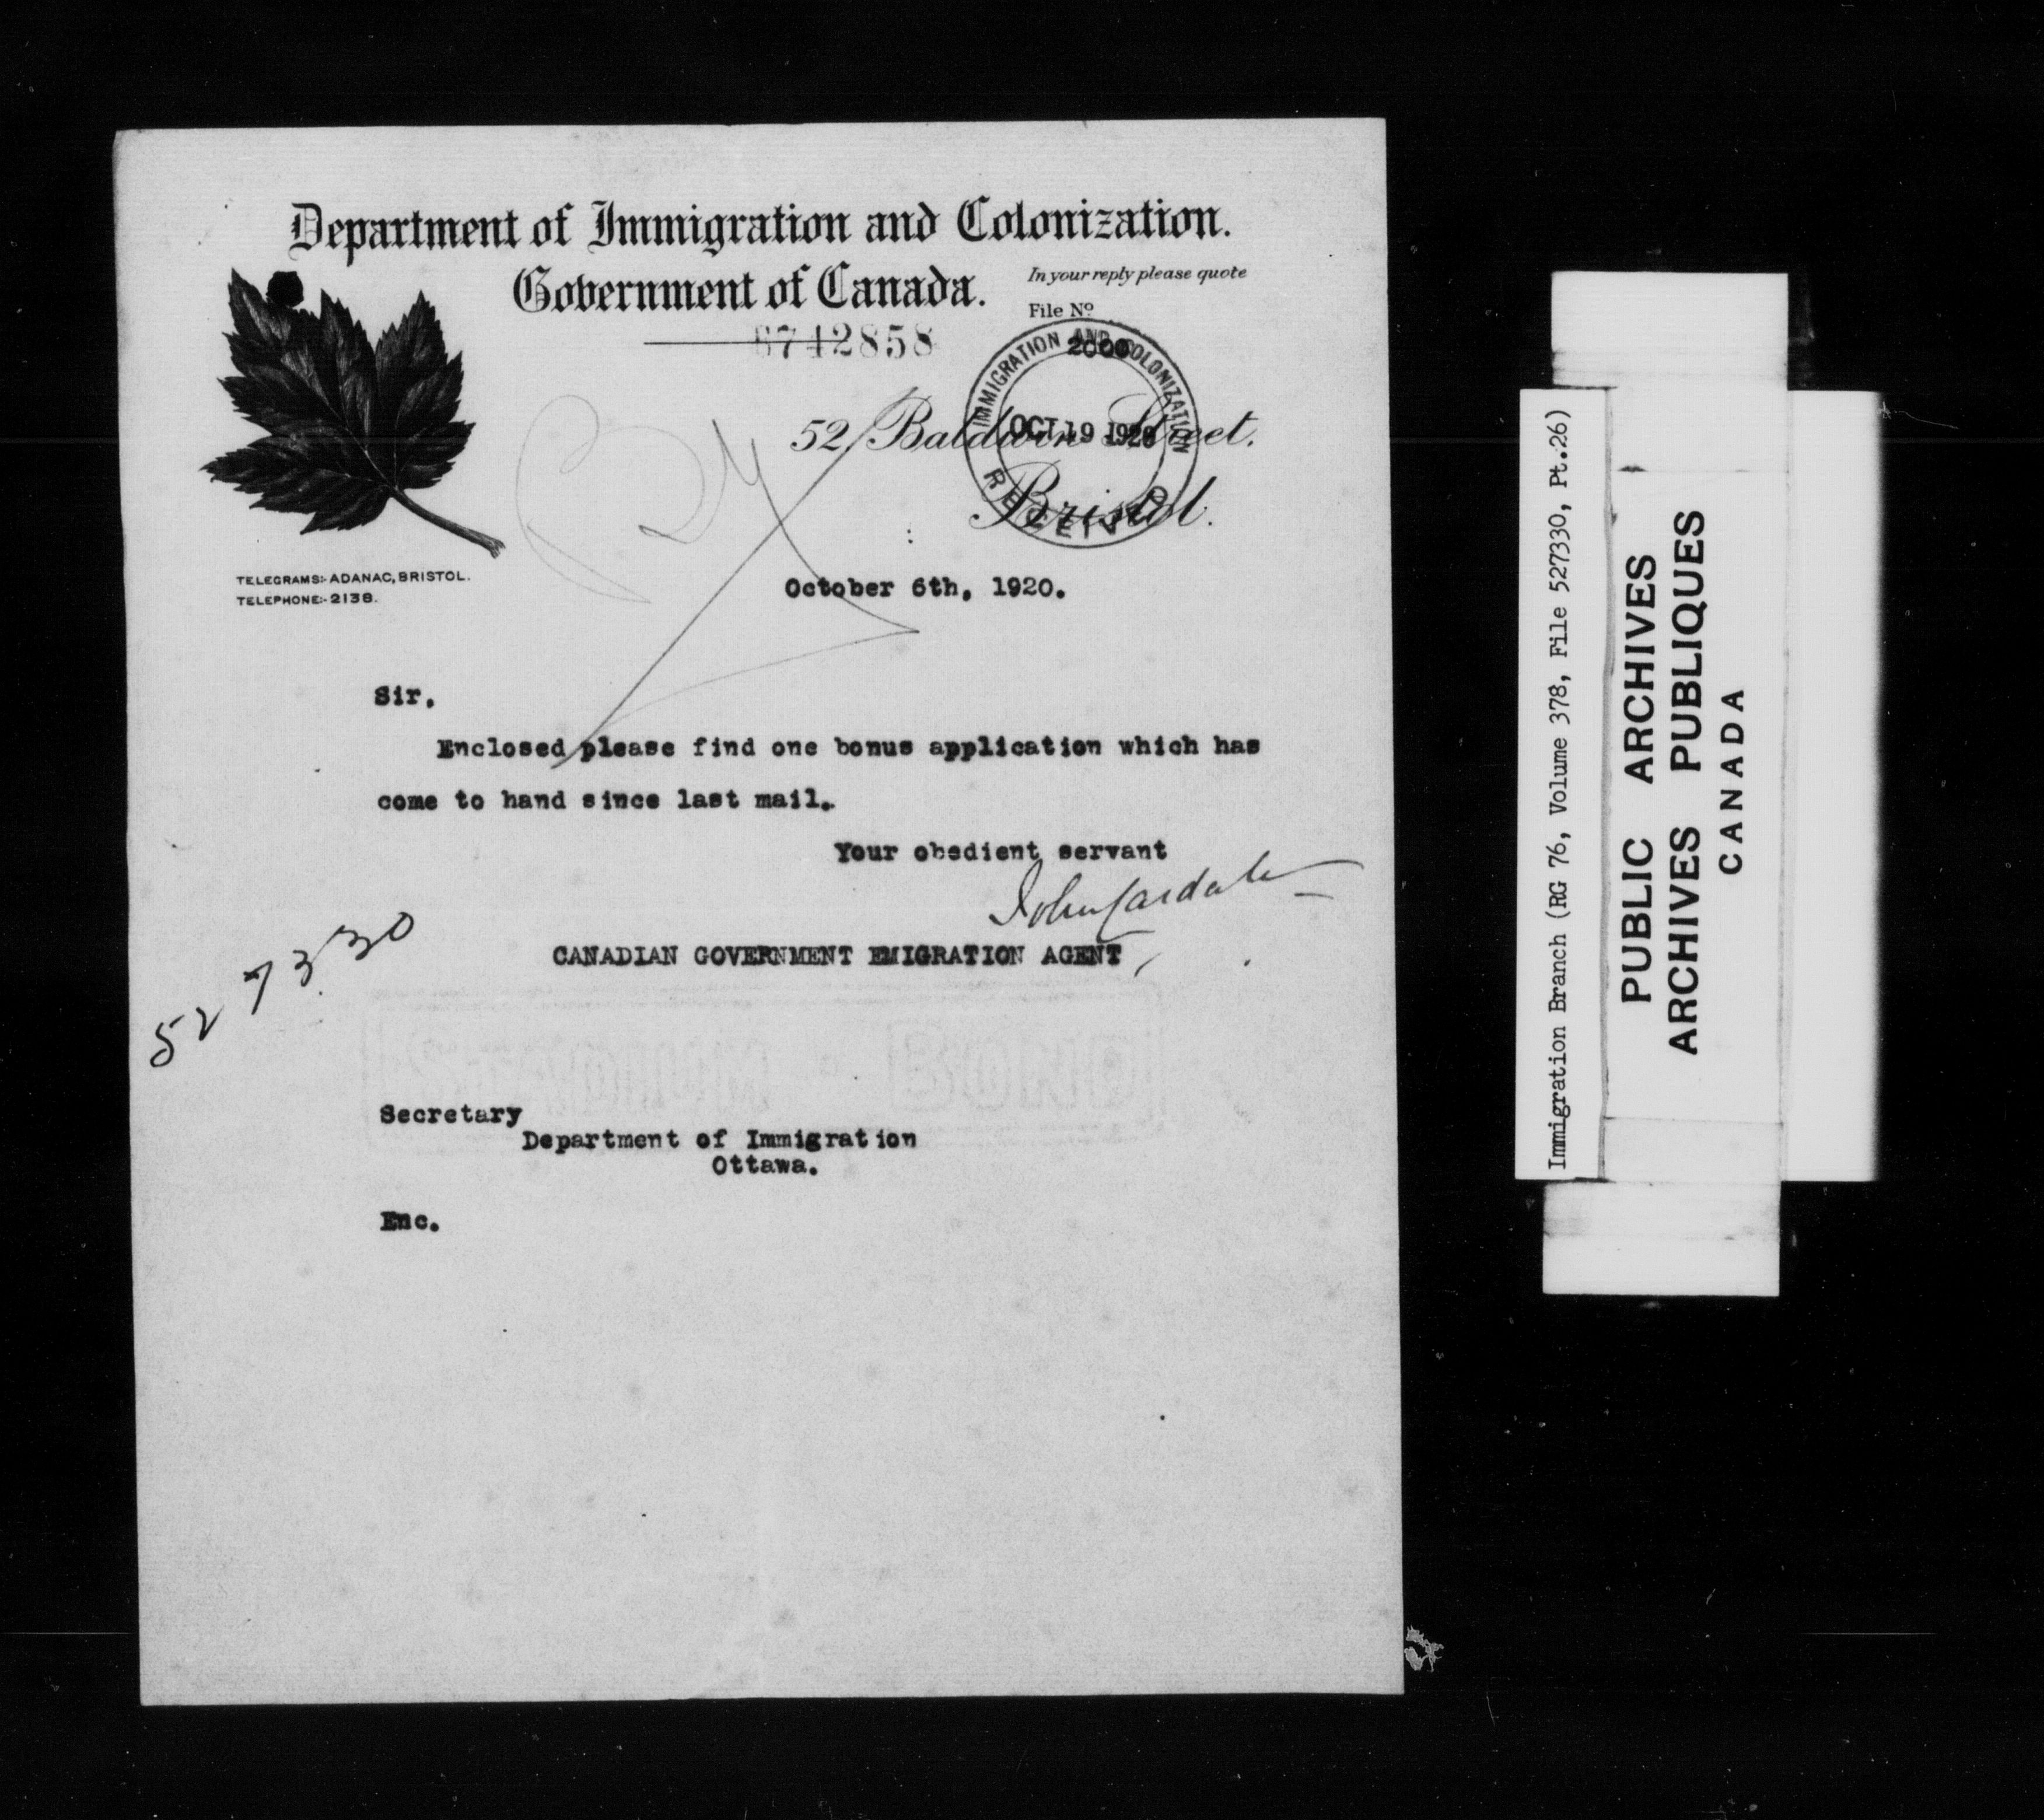 Department of Immigration and Colonization.
Government of Canada.
In your reply please quote
File No.
2000
6742858
IMMIGRATION AND COLONIZATION
OCT 19 1920
RECEIVED
52, Baldwin Street.
Bristol.
TELEGRAMS:- ADANAC, BRISTOL.
TELEPHONE:- 2138.
October 6th, 1920.
Sir,
Enclosed please find one bonus application which has
come to hand since last mail.
Your obedient servant
John Cardale
CANADIAN GOVERNMENT EMIGRATION AGENT,
527330
Secretary
Department of Immigration
Ottawa.
Enc.
Immigration Branch (RG 76, Volume 378, File 527330, Pt.26)
PUBLIC ARCHIVES
ARCHIVES PUBLIQUES
CANADA